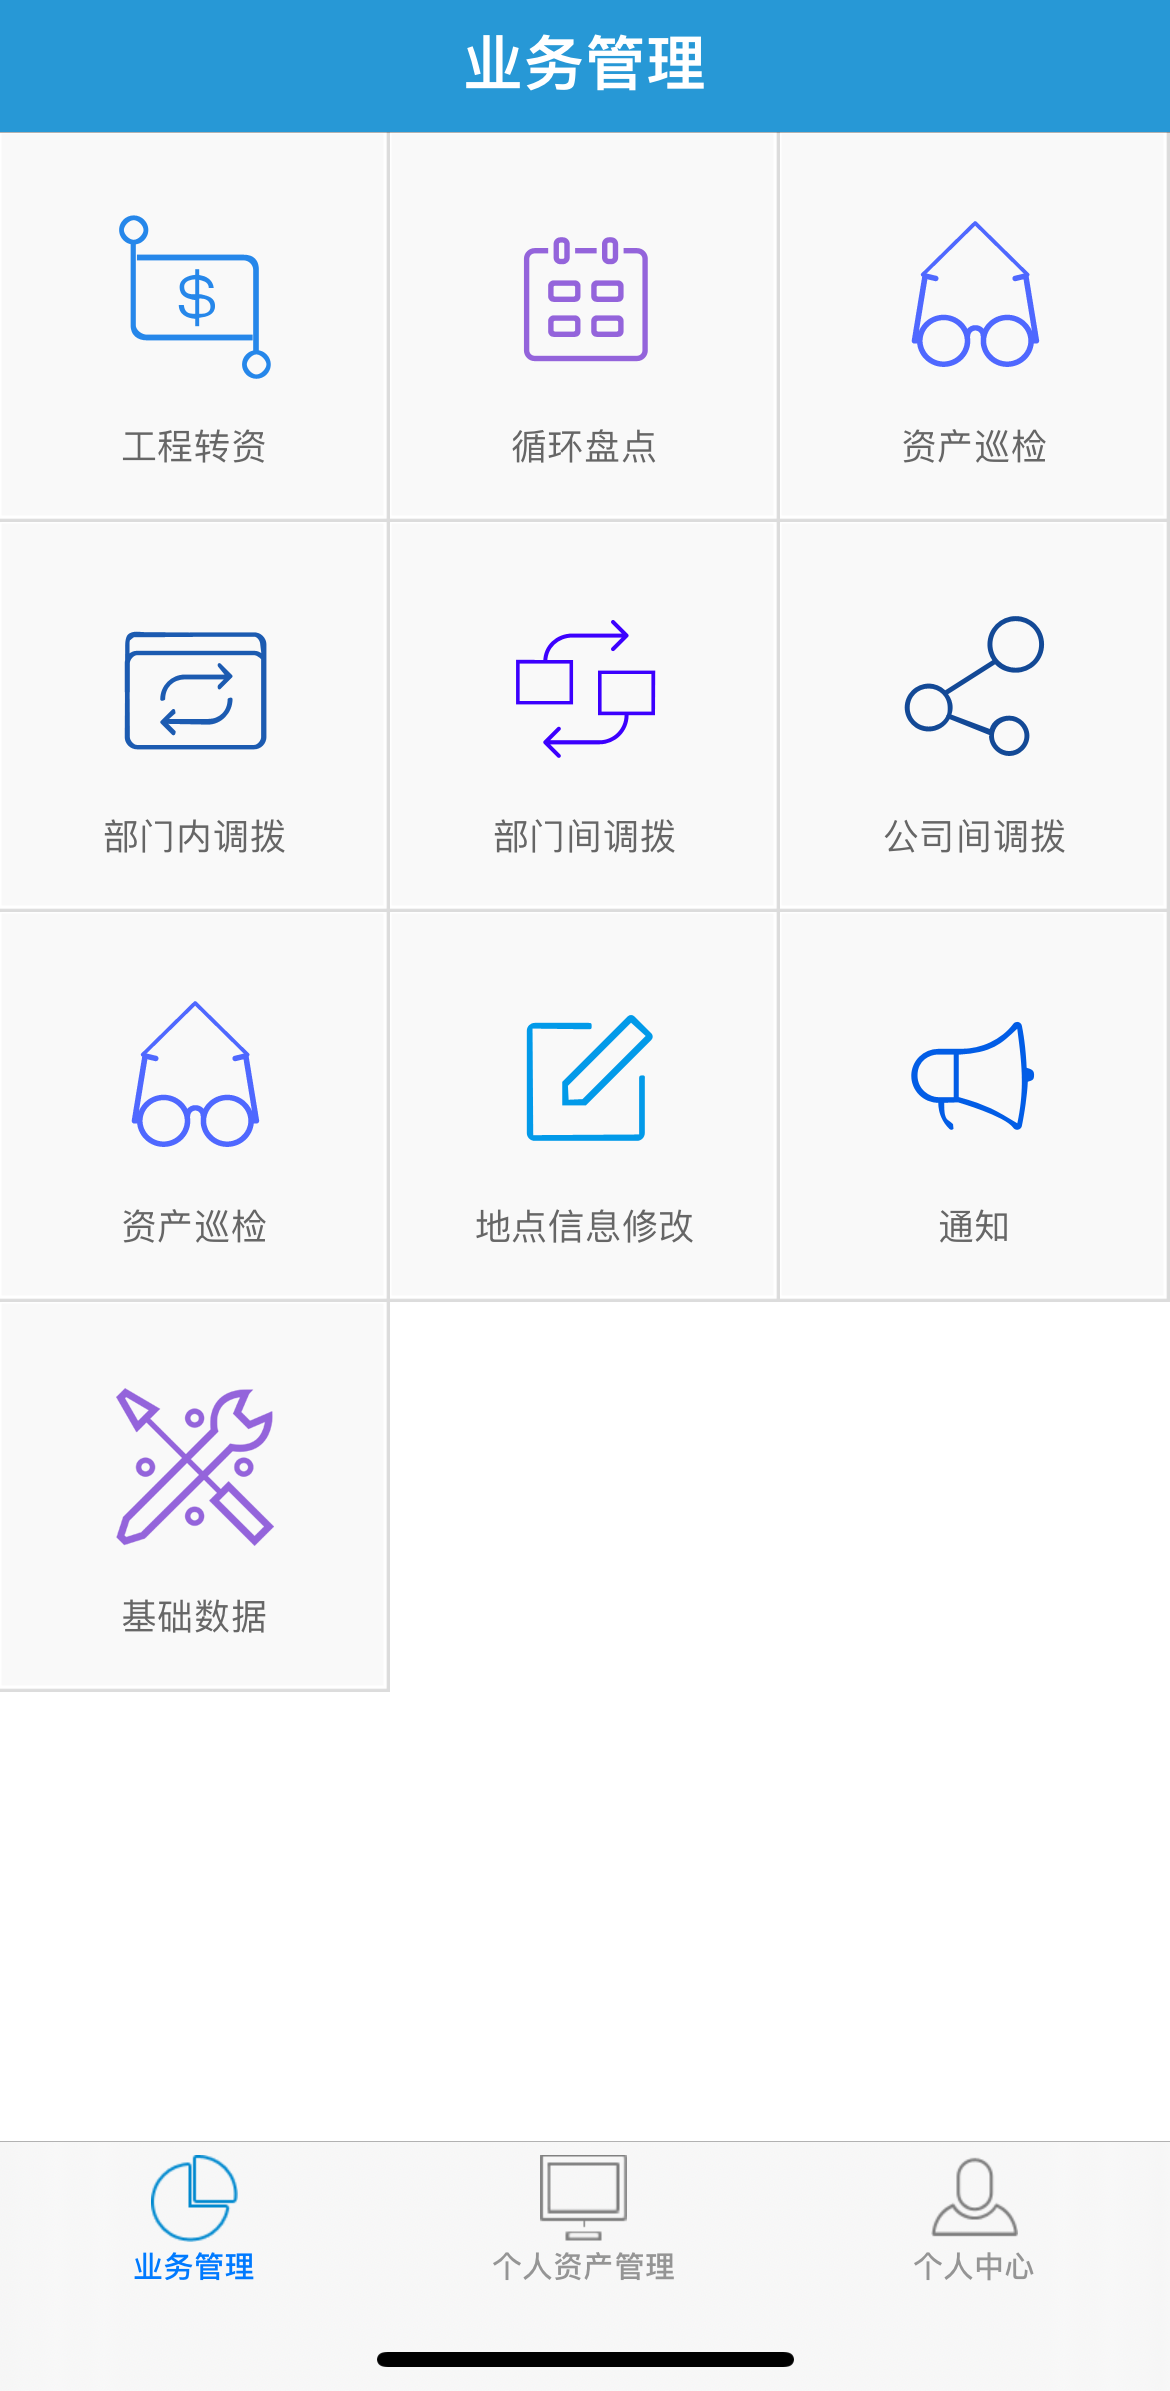 业务管理
$
工程转资
循环盘点
资产巡检
部门内调拨
部门间调拨
公司间调拨
资产巡检
地点信息修改
通知
基础数据
业务管理
个人资产管理
个人中心